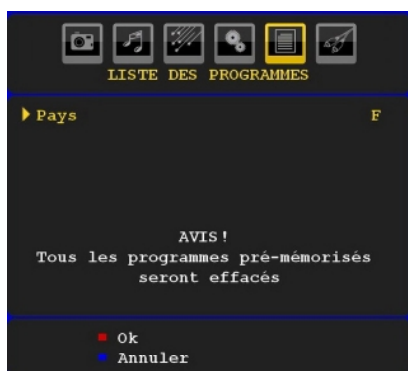 LISTE DES PROGRAMMES
Pays F
AVIS!
Tous les programmes pré-mémorisés
seront effacés
Ok
Annuler